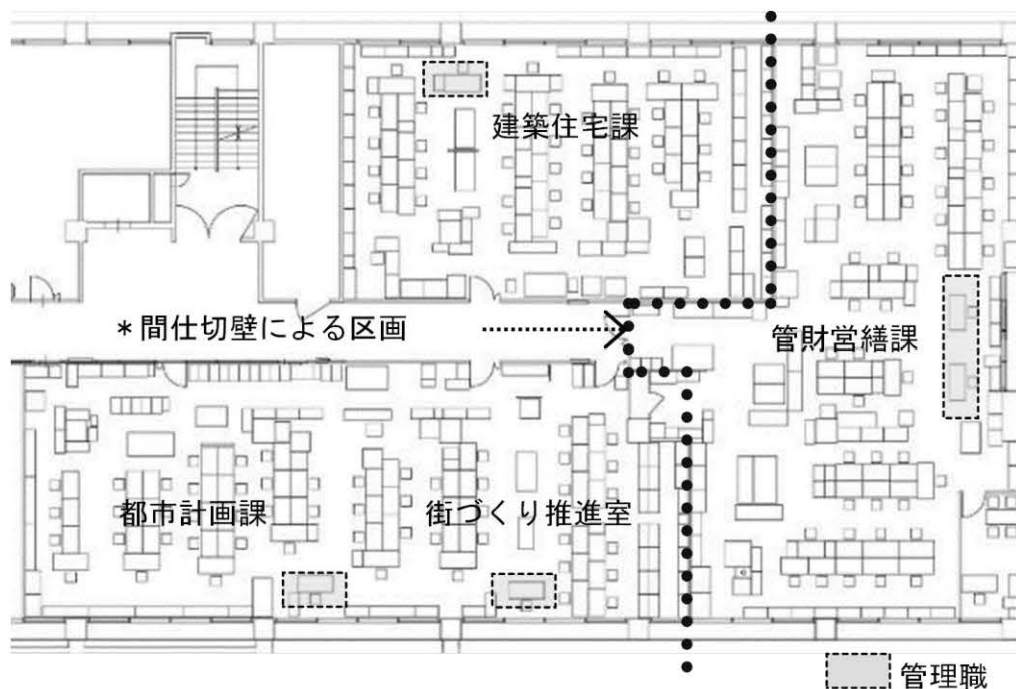 建築住宅課
＊間仕切壁による区画
管財営繕課
都市計画課
街づくり推進室
管理職